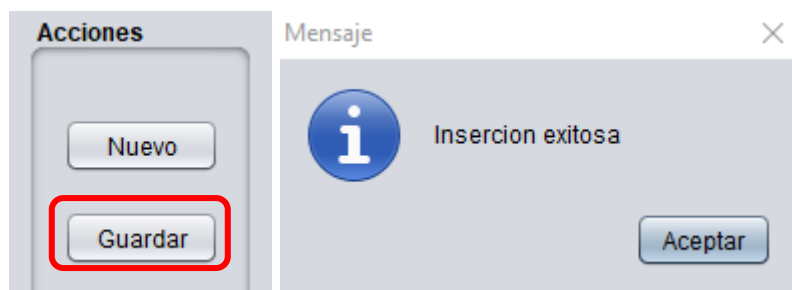 Acciones
Nuevo
Guardar
Mensaje
Insercion exitosa
Aceptar